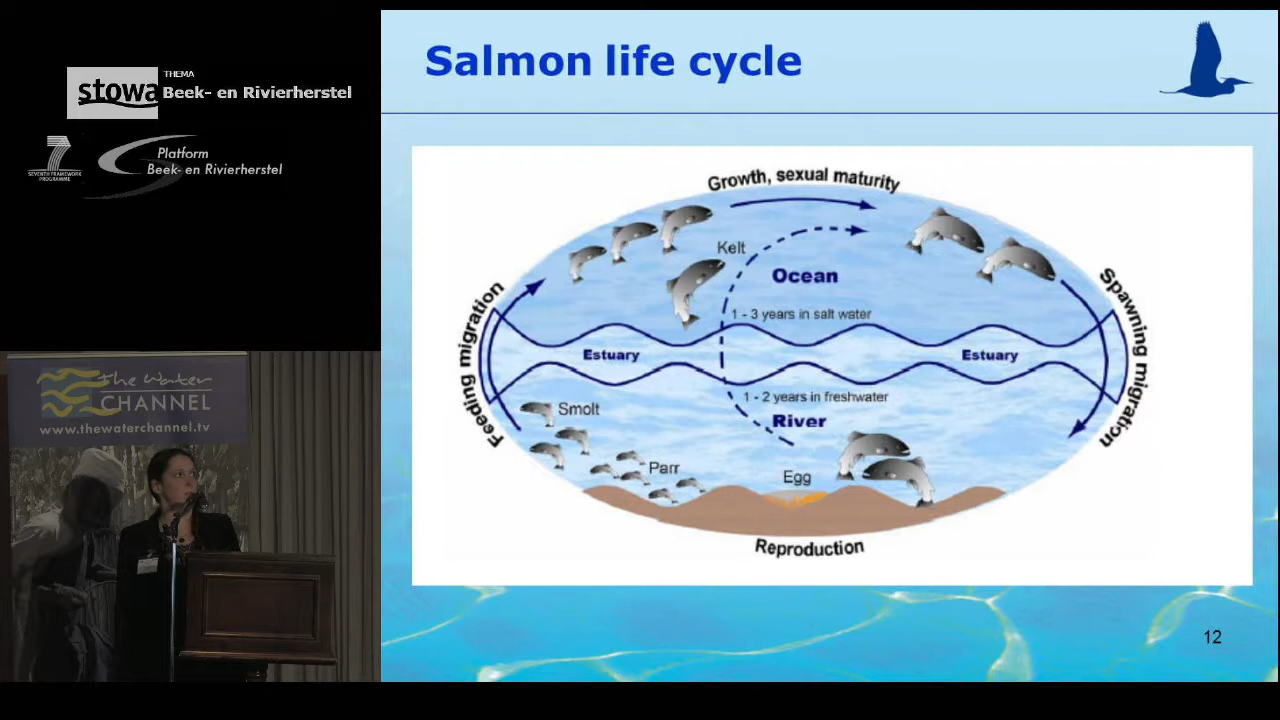 stowa
THEMA
Beek- en Rivierherstel
SEVENTH FRAMEWORK
PROGRAMME
Platform
Beek- en Rivierherstel
The Water
CHANNEL
www.thewaterchannel.tv
Salmon life cycle
Growth, sexual maturity
Kelt
Ocean
1 - 3 years in salt water
Feeding migration
Spawning migration
Estuary
Estuary
1 - 2 years in freshwater
Smolt
River
Parr
Egg
Reproduction
12